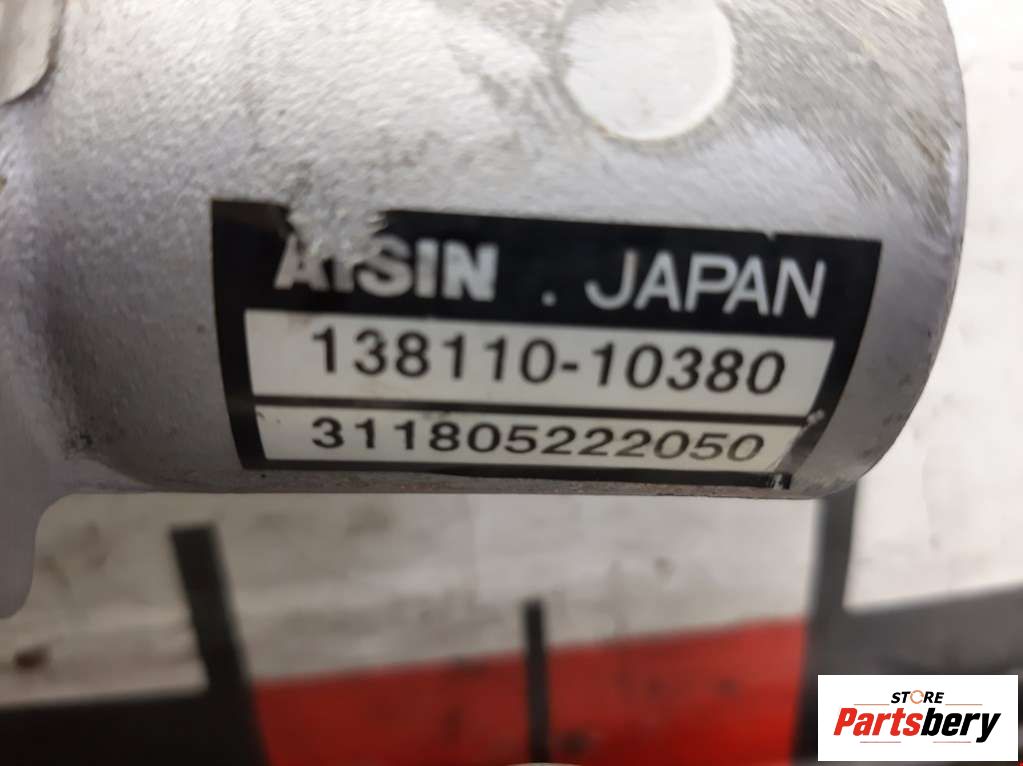 AISIN . JAPAN
138110-10380
311805222050
STORE
Partsbery